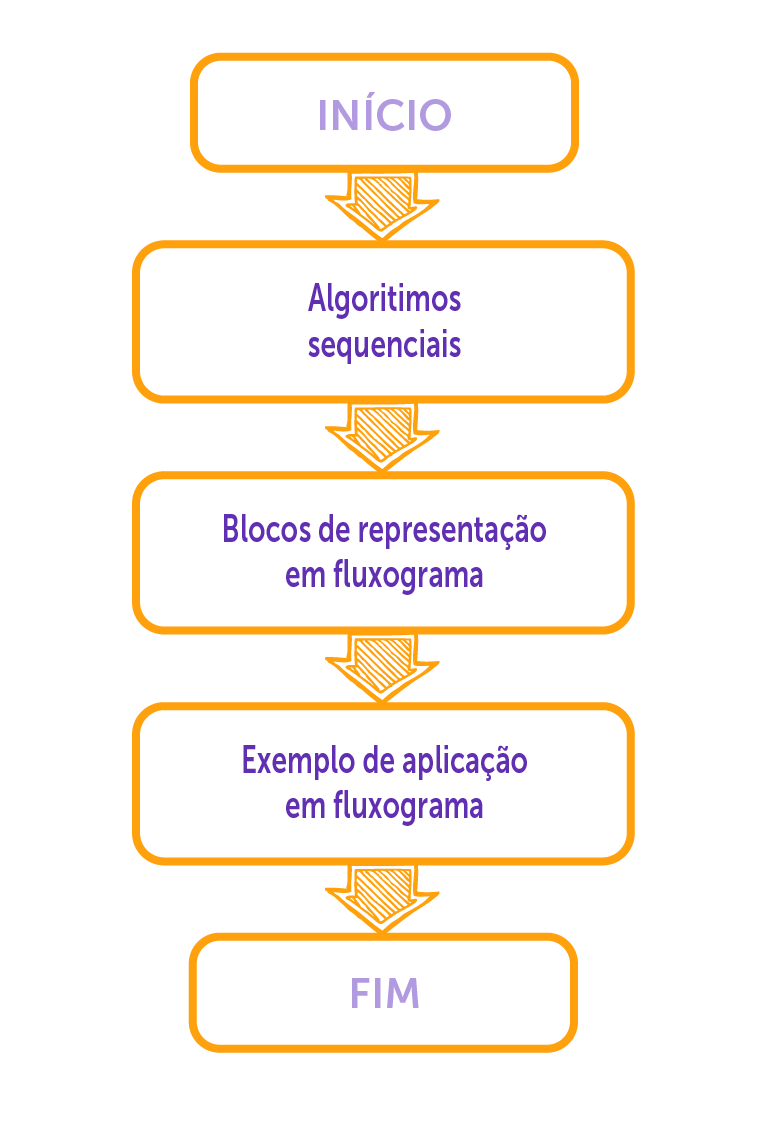 INÍCIO
Algoritimos
sequenciais
Blocos de representação
em fluxograma
Exemplo de aplicação
em fluxograma
FIM